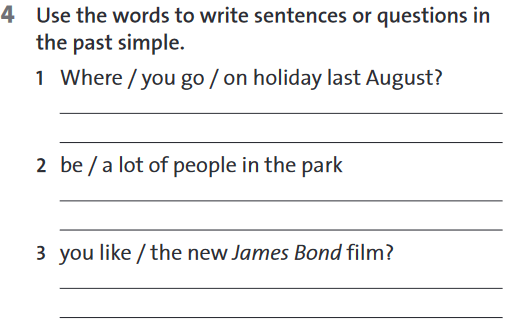 4 Use the words to write sentences or questions in
the past simple.
1 Where / you go / on holiday last August?
2 be / a lot of people in the park
3 you like / the new James Bond film?